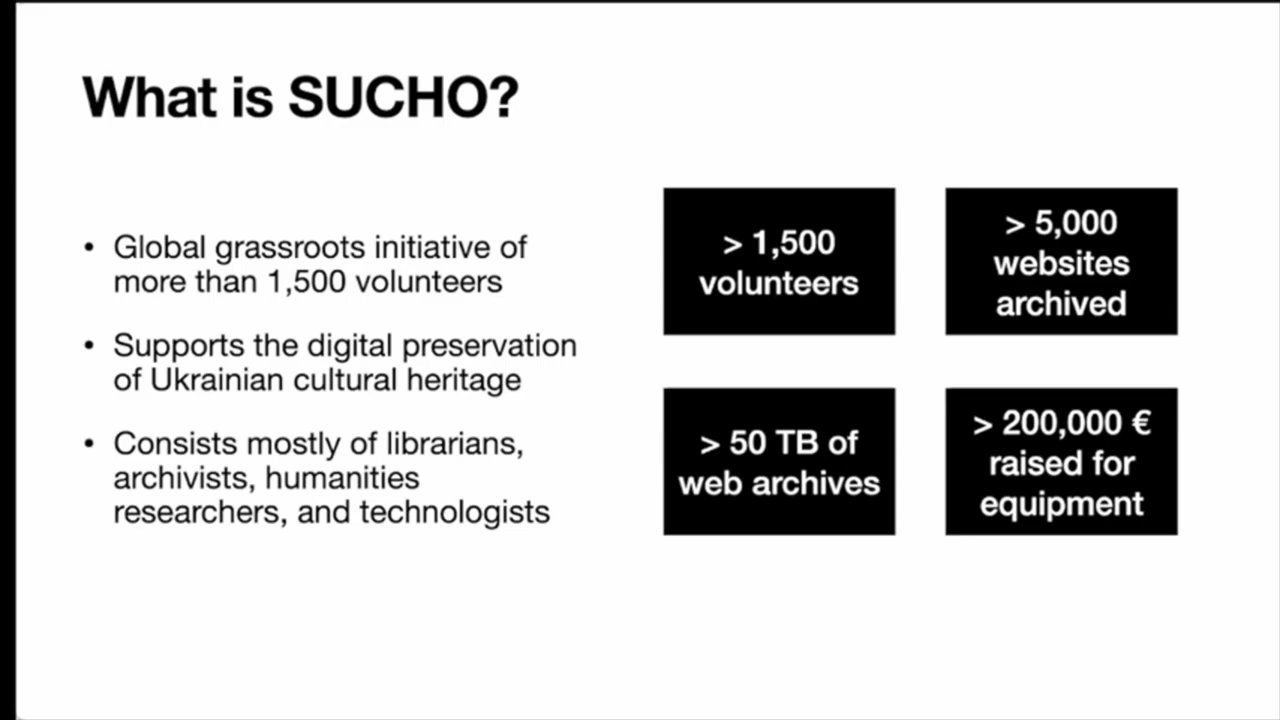 What is SUCHO?
• Global grassroots initiative of
more than 1,500 volunteers
• Supports the digital preservation
of Ukrainian cultural heritage
• Consists mostly of librarians,
archivists, humanities
researchers, and technologists
> 1,500
volunteers
> 5,000
websites
archived
> 50 TB of
web archives
> 200,000 €
raised for
equipment